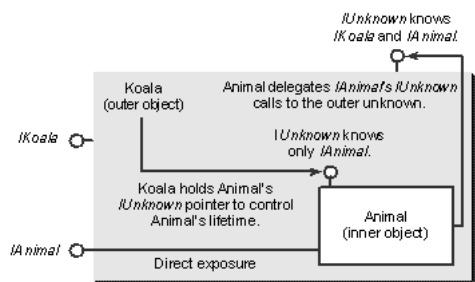 IUnknown knows
IKoala and IAnimal.
Koala
(outer object)
Animal delegates IAnimal's IUnknown
calls to the outer unknown.
IKoala
IUnknown knows
only IAnimal.
Koala holds Animal's
IUnknown pointer to control
Animal's lifetime.
Animal
(inner object)
IAnimal
Direct exposure